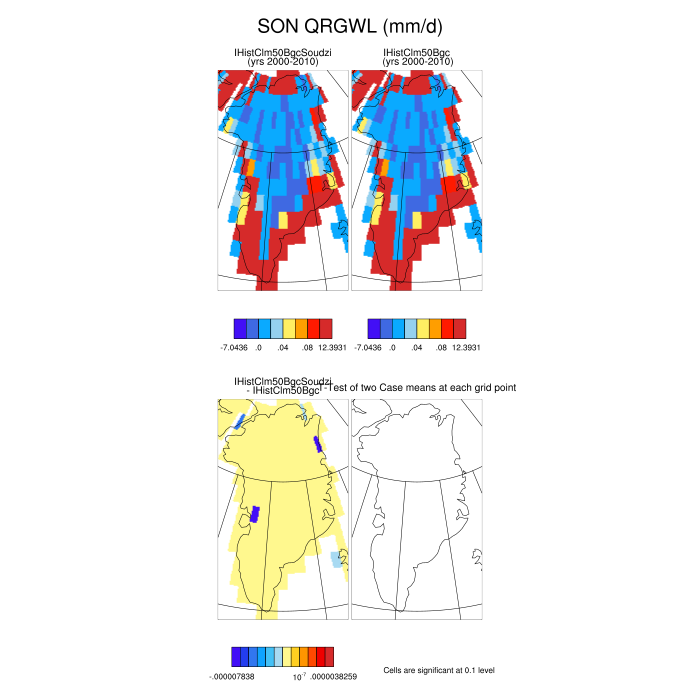 SON QRGWL (mm/d)
IHistClm50BgcSoudzi
(yrs 2000-2010)
IHistClm50Bgc
(yrs 2000-2010)
-7.0436 .0 .04 .08 12.3931
-7.0436 .0 .04 .08 12.3931
IHistClm50BgcSoudzi
- IHistClm50Bgc
T-Test of two Case means at each grid point
-.000007838 10-7 .0000038259
Cells are significant at 0.1 level